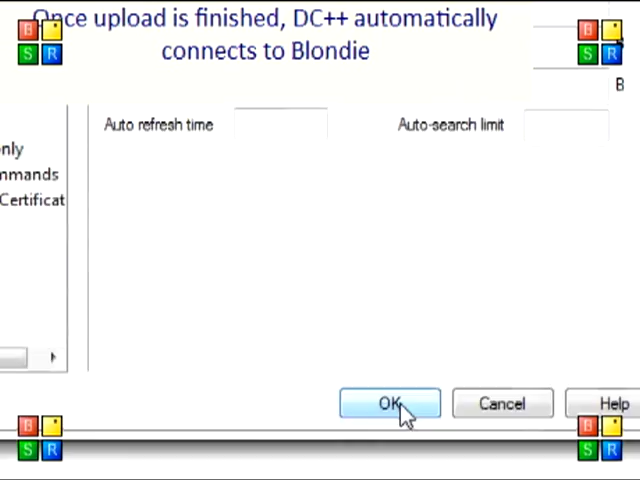 Once upload is finished, DC++ automatically
connects to Blondie
B
S R
B
S R
B
Auto refresh time
Auto-search limit
nly
mmands
Certificat
OK
Cancel
Help
B
S R
B
S R